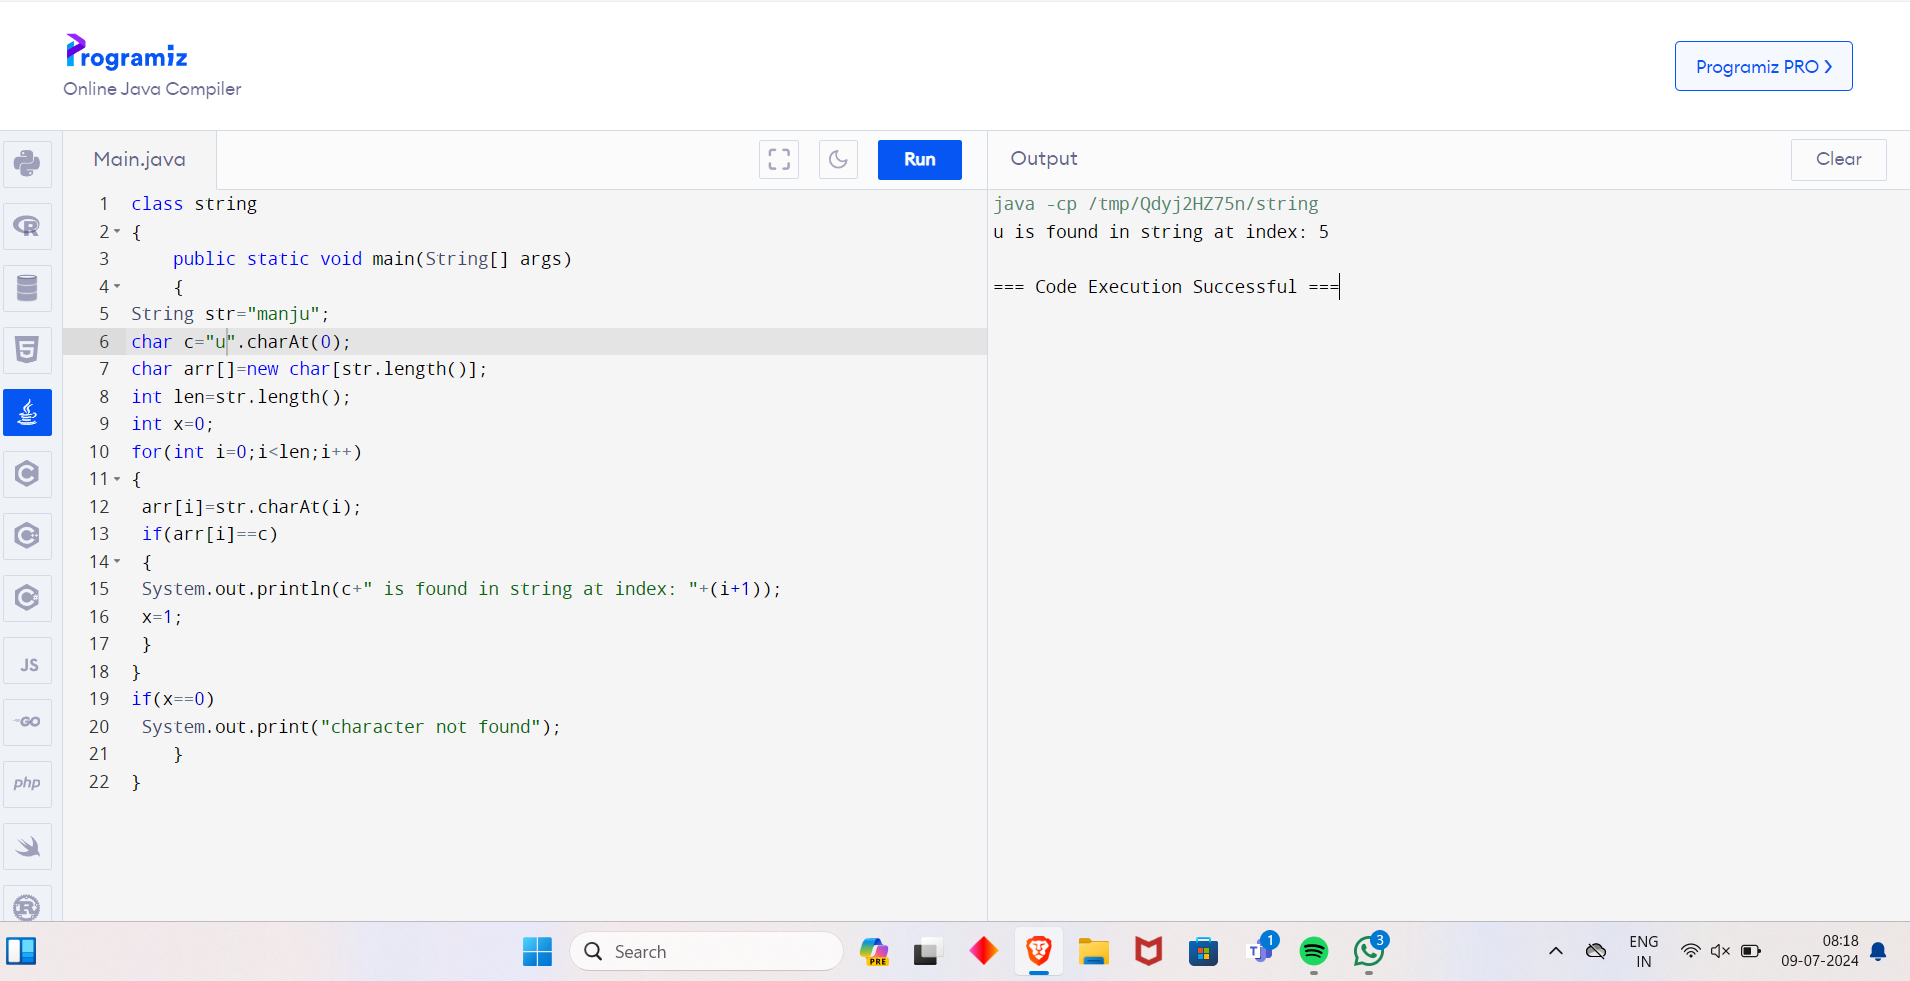 Programiz
Online Java Compiler
Programiz PRO
Main.java
Run
Output
Clear
1 class string
2 {
3     public static void main(String[] args)
4     {
5 String str="manju";
6 char c="u".charAt(0);
7 char arr[]=new char[str.length()];
8 int len=str.length();
9 int x=0;
10 for(int i=0;i<len;i++)
11 {
12  arr[i]=str.charAt(i);
13  if(arr[i]==c)
14  {
15  System.out.println(c+" is found in string at index: "+(i+1));
16  x=1;
17  }
18 }
19 if(x==0)
20  System.out.print("character not found");
21     }
22 }
java -cp /tmp/Qdyj2HZ75n/string
u is found in string at index: 5
=== Code Execution Successful ===
JS
GO
php
Search
PRE
1
3
ENG
IN
08:18
09-07-2024